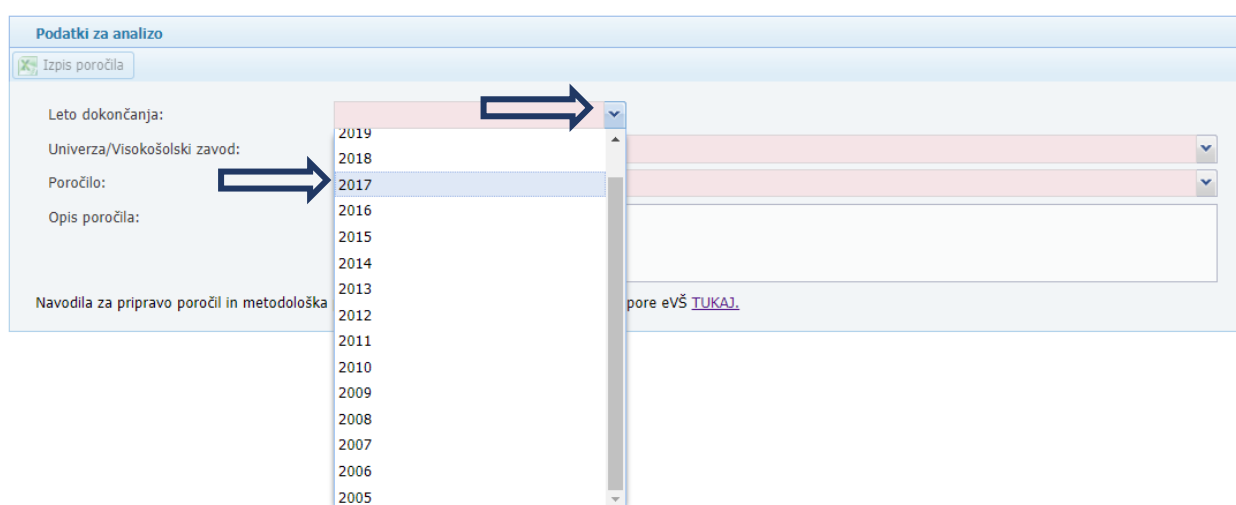 Podatki za analizo
Izpis poročila
Leto dokončanja:
2019
Univerza/Visokošolski zavod:
2018
Poročilo:
2017
Opis poročila:
2016
2015
2014
2013
Navodila za pripravo poročil in metodološka pore eVŠ TUKAJ.
2012
2011
2010
2009
2008
2007
2006
2005